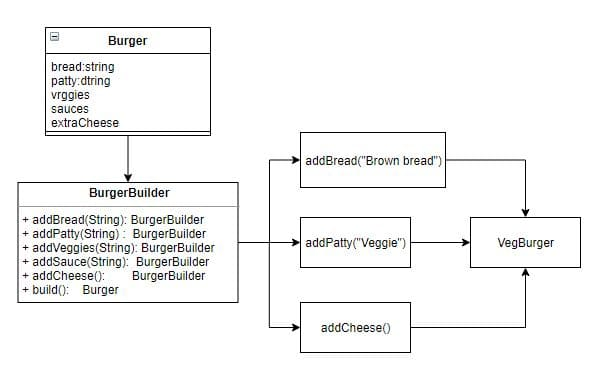 Burger
bread:string
patty:dtring
vrggies
sauces
extraCheese
BurgerBuilder
+ addBread(String): BurgerBuilder
+ addPatty(String) : BurgerBuilder
+ addVeggies(String): BurgerBuilder
+ addSauce(String): BurgerBuilder
+ addCheese(): BurgerBuilder
+ build(): Burger
addBread("Brown bread")
addPatty("Veggie")
addCheese()
VegBurger